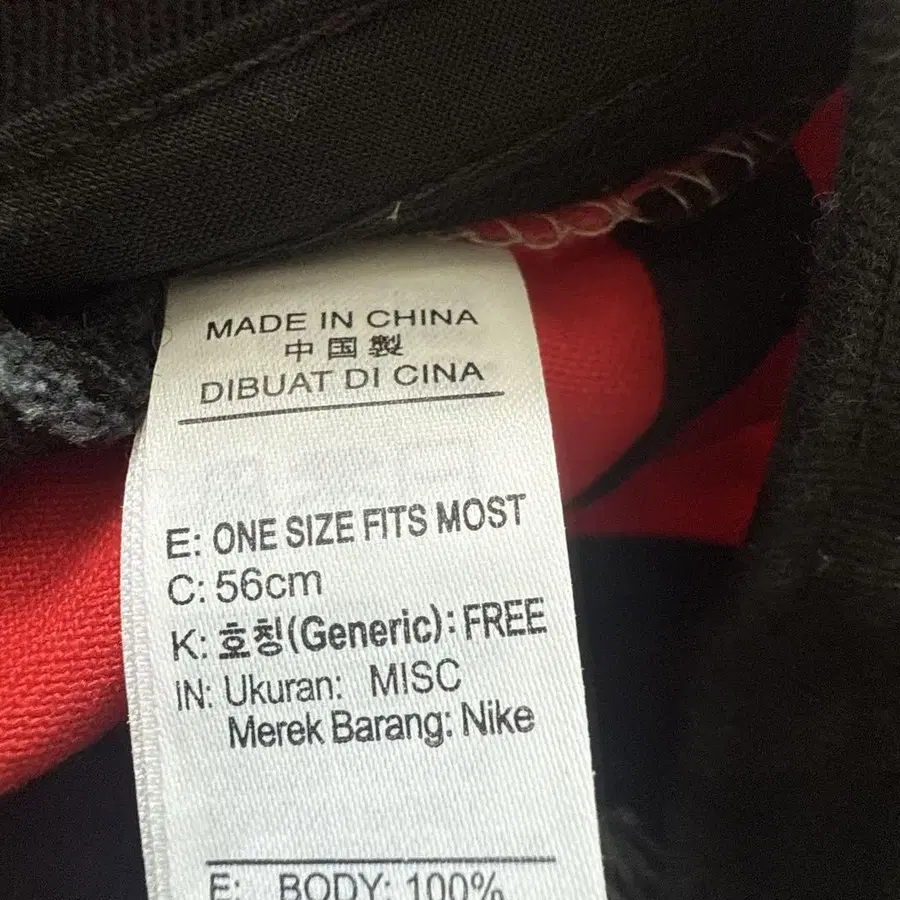 MADE IN CHINA
中国製
DIBUAT DI CINA
E: ONE SIZE FITS MOST
C: 56cm
K: 호칭(Generic): FREE
IN: Ukuran: MISC
Merek Barang: Nike
E: BODY: 100%